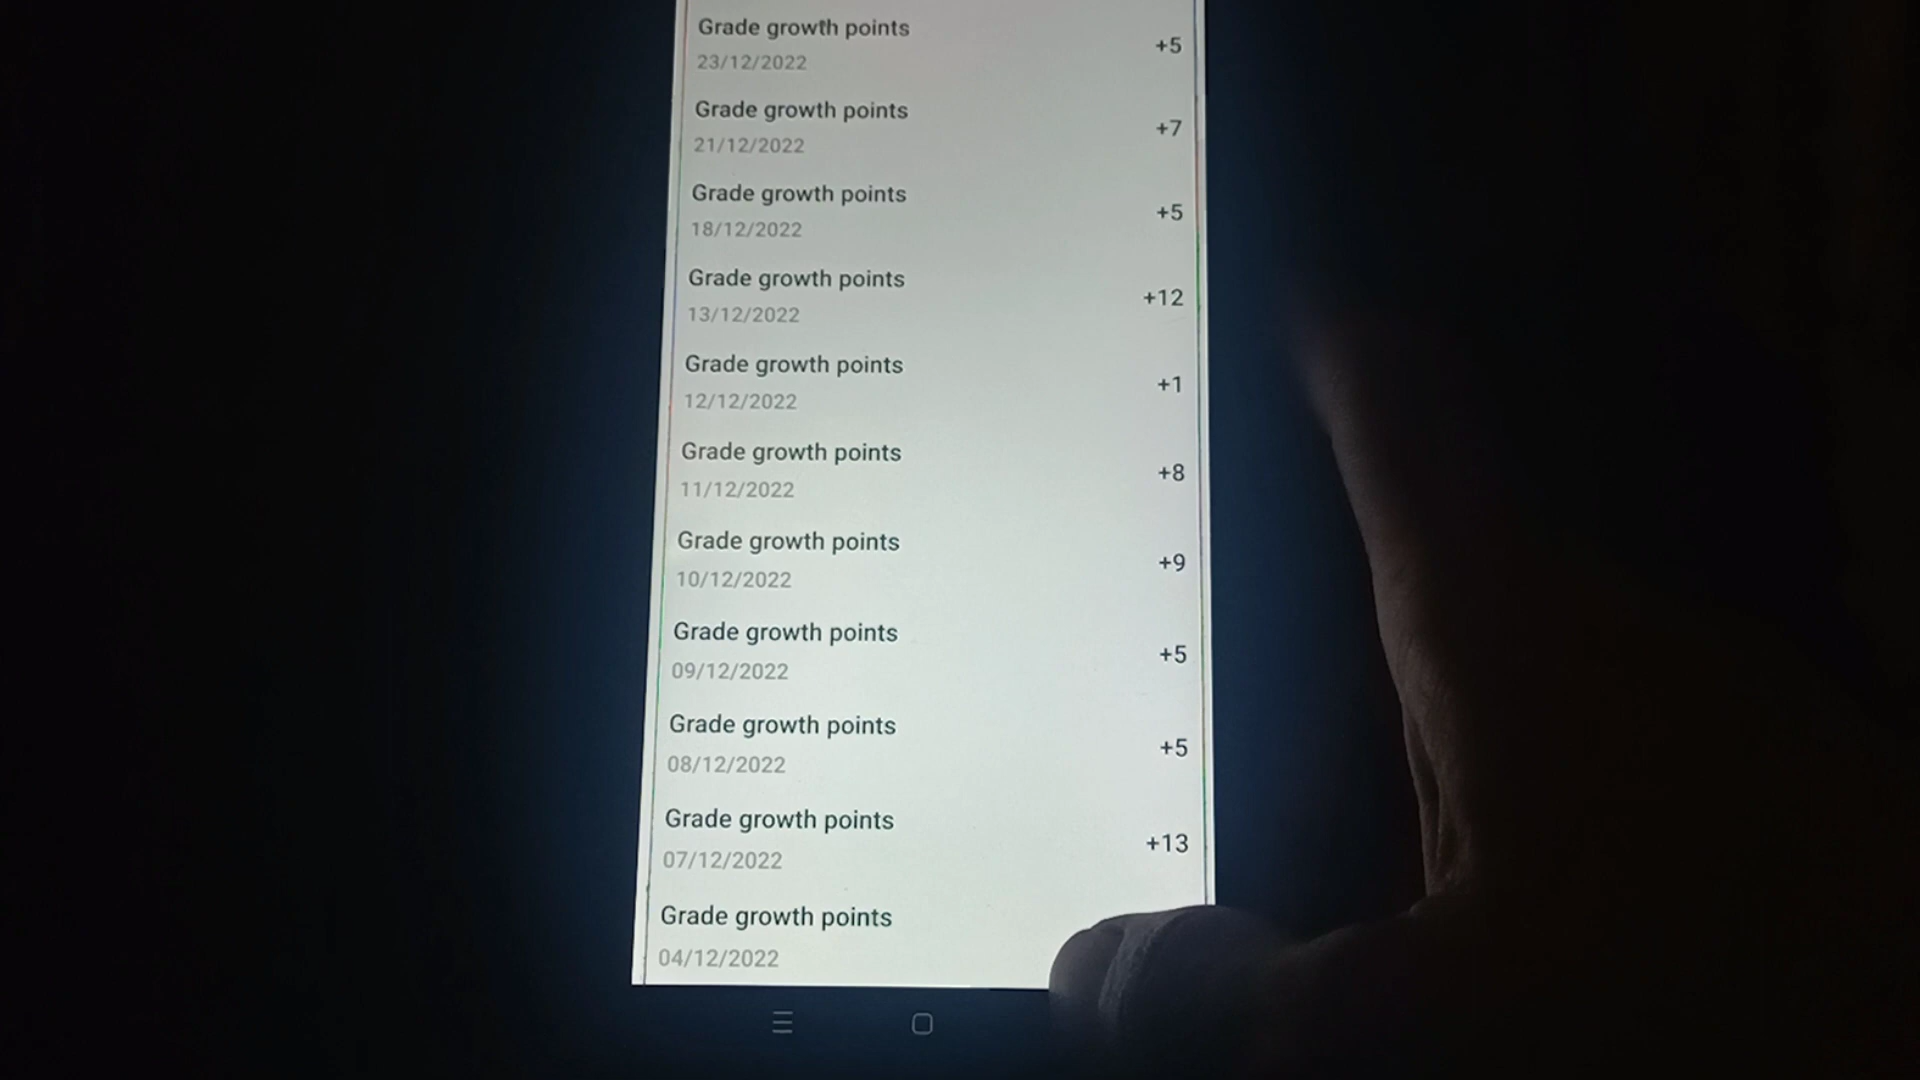 Grade growth points
+5
23/12/2022
Grade growth points
+7
21/12/2022
Grade growth points
+5
18/12/2022
Grade growth points
+12
13/12/2022
Grade growth points
+1
12/12/2022
Grade growth points
+8
11/12/2022
Grade growth points
+9
10/12/2022
Grade growth points
+5
09/12/2022
Grade growth points
+5
08/12/2022
Grade growth points
+13
07/12/2022
Grade growth points
04/12/2022